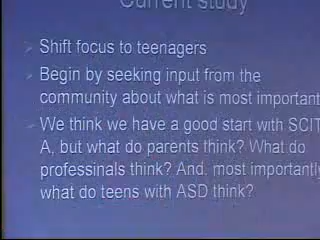 Current study
Shift focus to teenagers
Begin by seeking input from the
community about what is most important
We think we have a good start with SCIT
A, but what do parents think? What do
professinals think? And, most importantly
what do teens with ASD think?